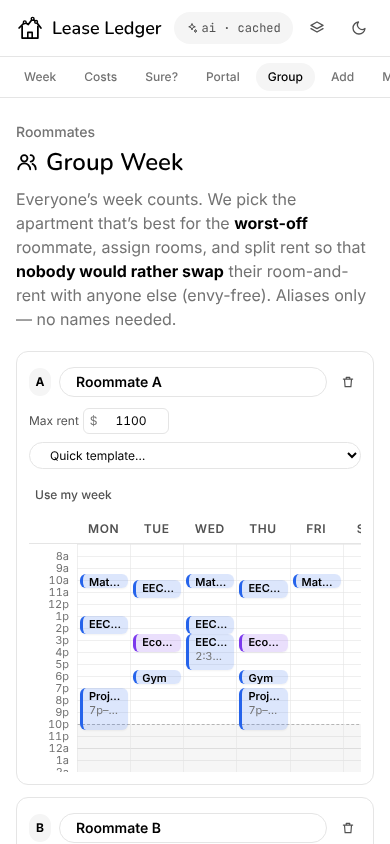 Lease Ledger
ai · cached
Week Costs Sure? Portal Group Add M
Roommates
Group Week
Everyone's week counts. We pick the
apartment that's best for the worst-off
roommate, assign rooms, and split rent so that
nobody would rather swap their room-and-
rent with anyone else (envy-free). Aliases only
— no names needed.
A Roommate A
Max rent $ 1100
Quick template...
Use my week
MON TUE WED THU FRI S
8a
9a
10a Mat... Mat... Mat...
11a EEC... EEC...
12p
1p
2p EEC... EEC...
3p Eco... EEC... Eco...
4p 2:3...
5p
6p Gym Gym
7p
8p Proj... Proj...
9p 7p–... 7p–...
10p
11p
12a
1a
B Roommate B